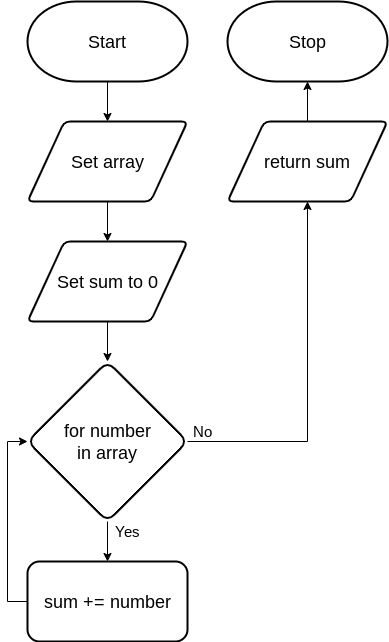 Start
Set array
Set sum to 0
for number
in array
Yes
sum += number
No
return sum
Stop